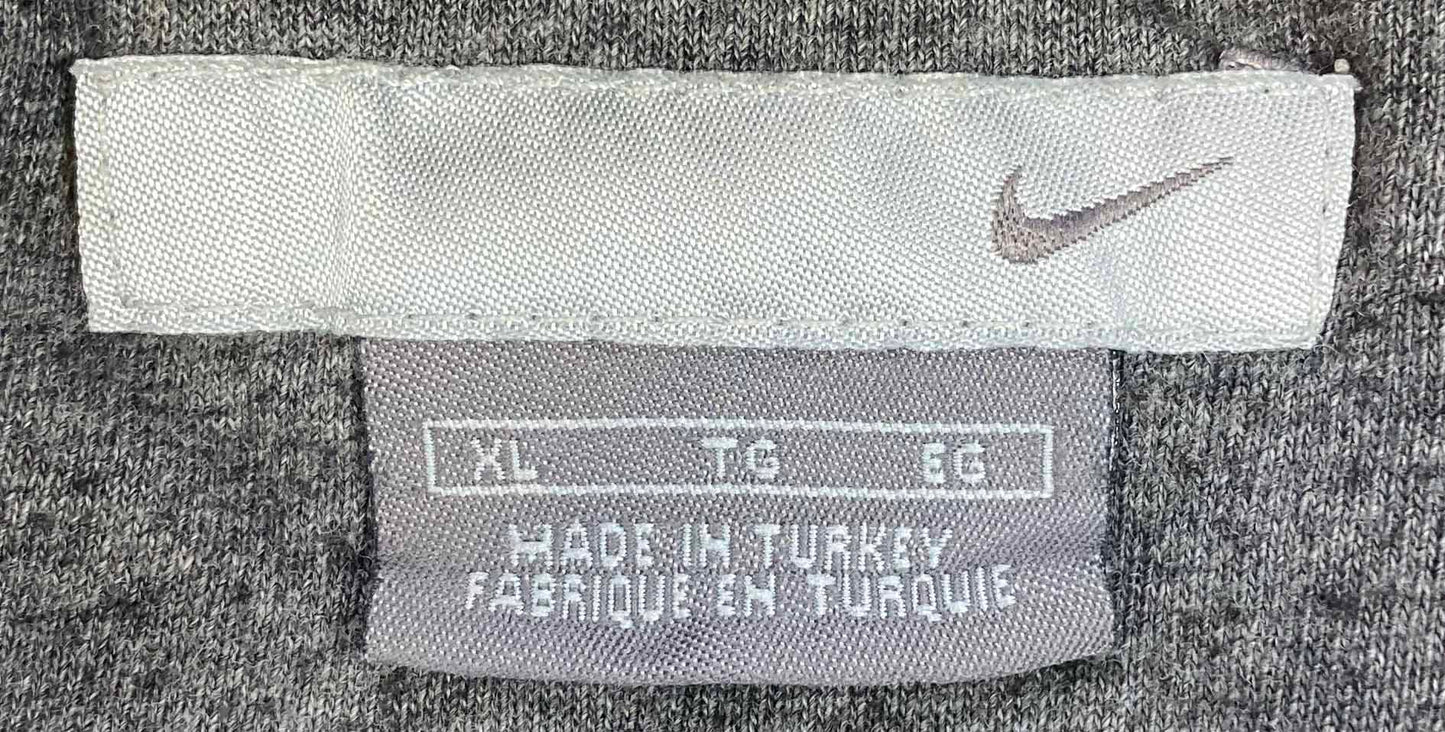 XL TG EG
MADE IN TURKEY
FABRIQUE EN TURQUIE